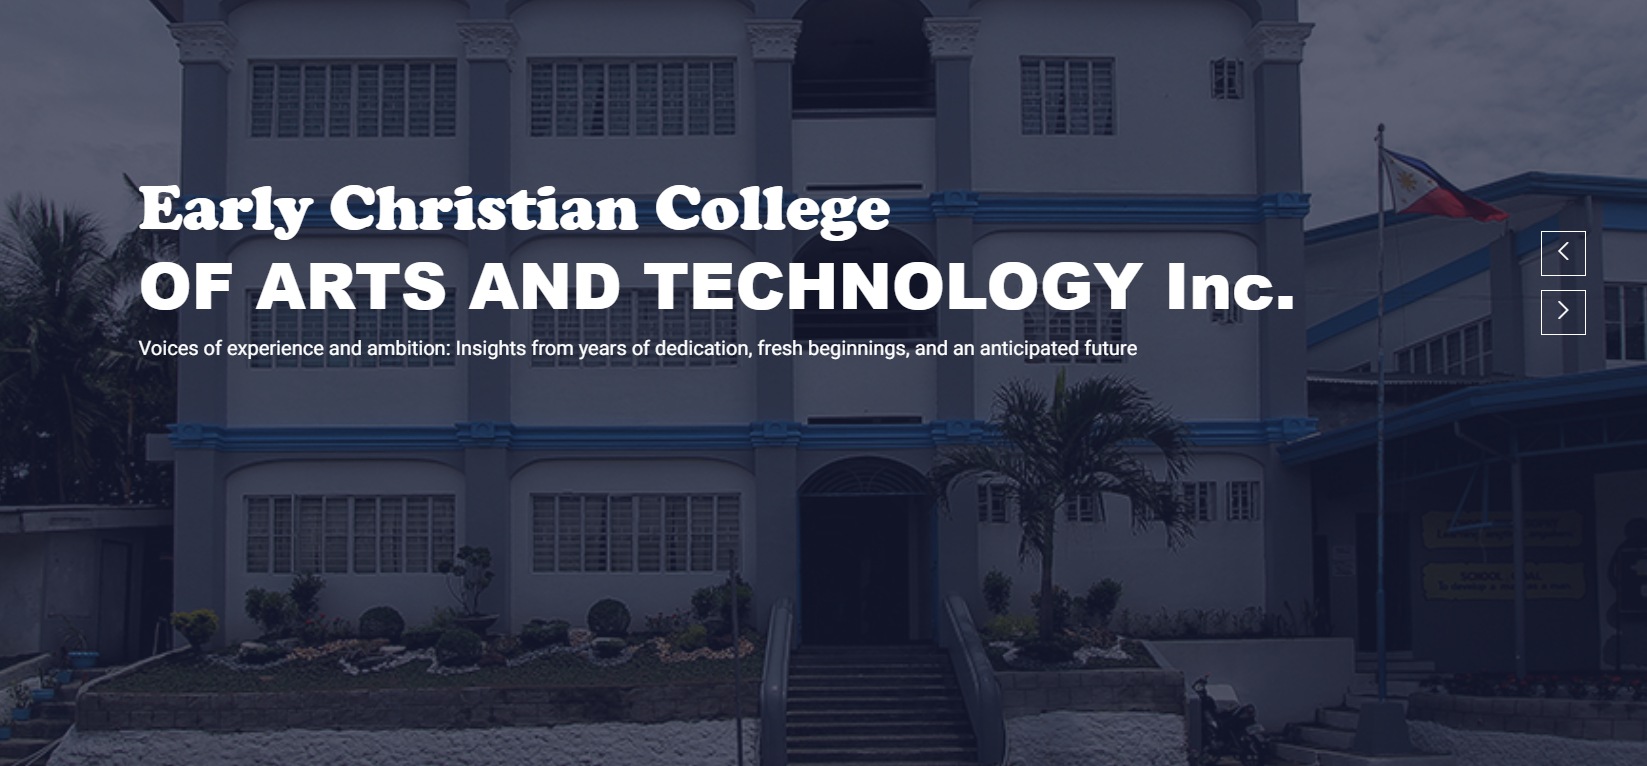 Early Christian College
OF ARTS AND TECHNOLOGY Inc.
Voices of experience and ambition: Insights from years of dedication, fresh beginnings, and an anticipated future
SCHOOL